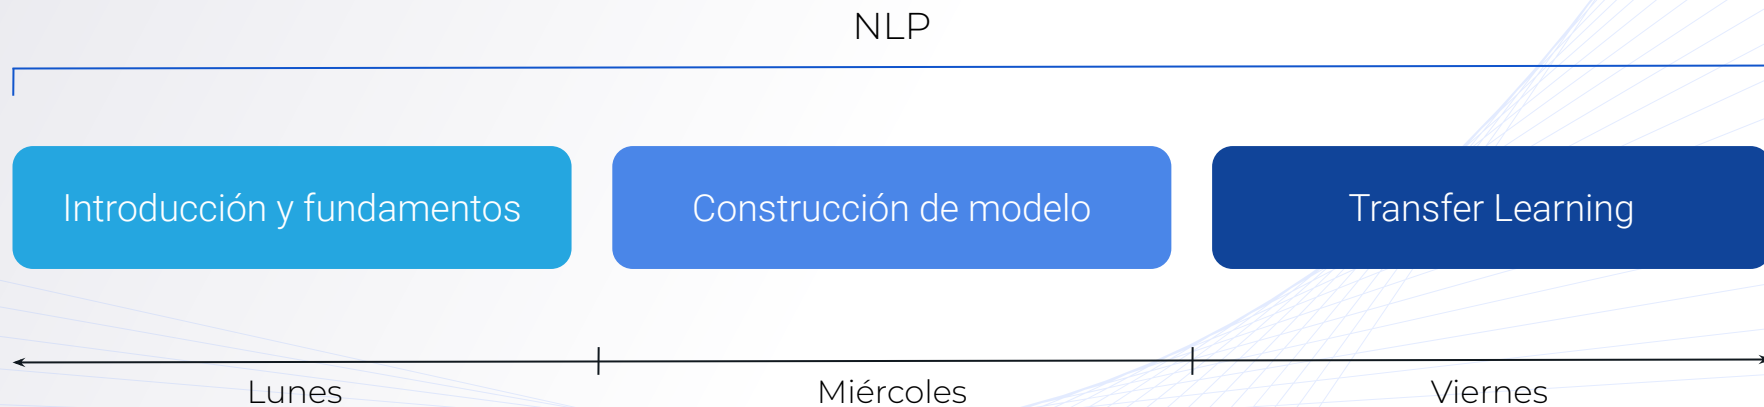 NLP
Introducción y fundamentos
Construcción de modelo
Transfer Learning
Lunes
Miércoles
Viernes